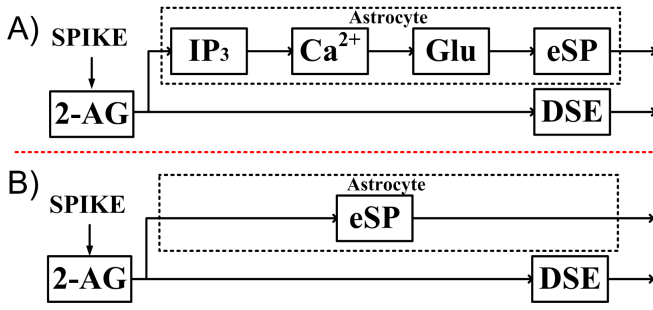 A)
Astrocyte
SPIKE
IP₃ Ca²⁺ Glu eSP
2-AG DSE
B)
Astrocyte
SPIKE
eSP
2-AG DSE